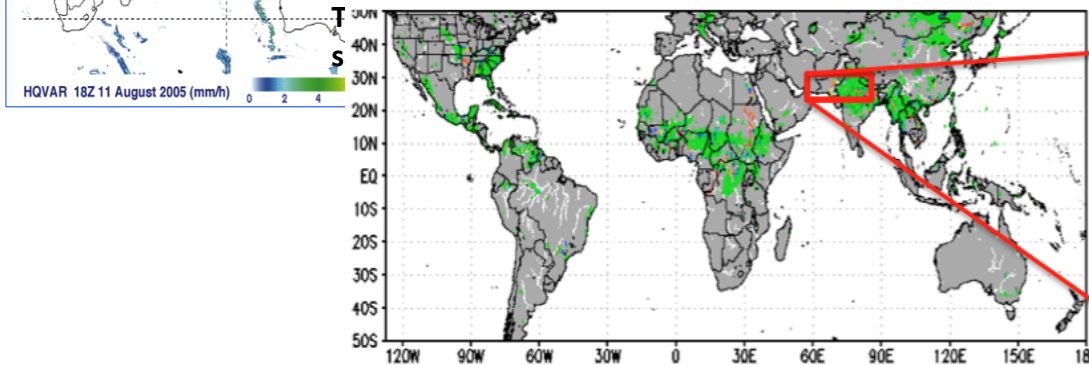 HQVAR 18Z 11 August 2005 (mm/h)
0 2 4
T
s
50N
40N
30N
20N
10N
EQ
10S
20S
30S
40S
50S
120W 90W 60W 30W 0 30E 60E 90E 120E 150E 18